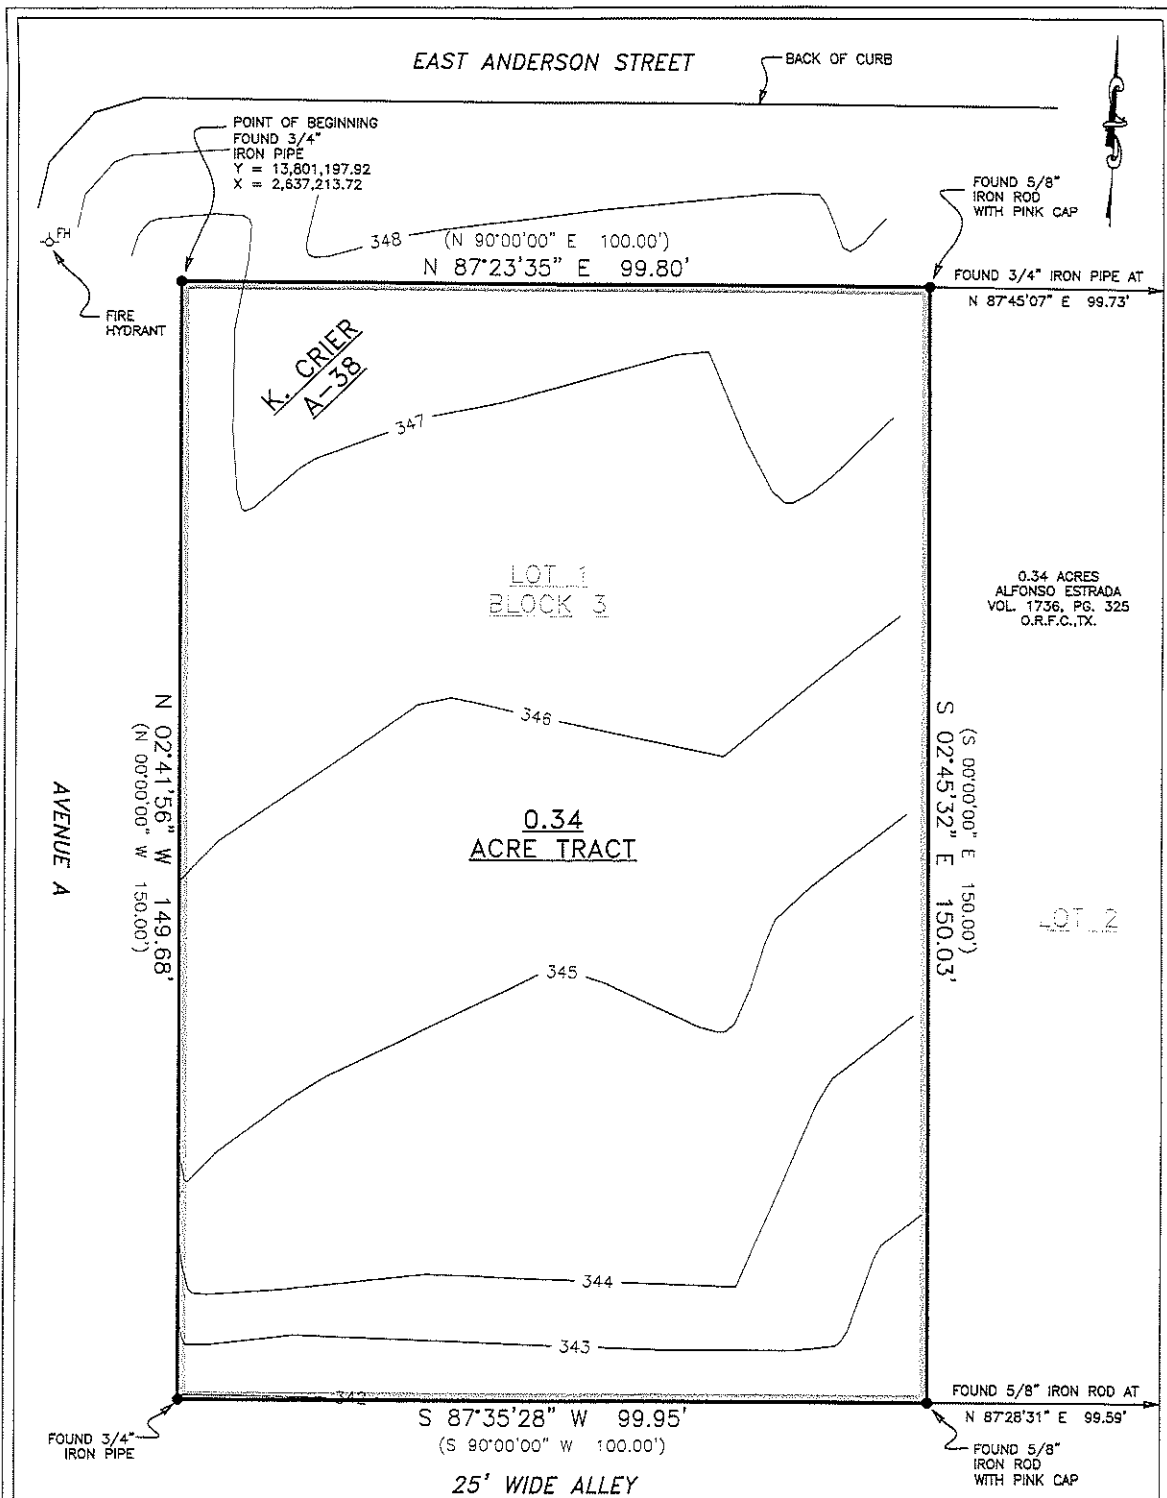 EAST ANDERSON STREET
BACK OF CURB
POINT OF BEGINNING
FOUND 3/4"
IRON PIPE
Y = 13,801,197.92
X = 2,637,213.72
FOUND 5/8"
IRON ROD
WITH PINK CAP
FH
FIRE
HYDRANT
348
(N 90°00'00" E 100.00')
N 87°23'35" E 99.80'
FOUND 3/4" IRON PIPE AT
N 87°45'07" E 99.73'
K. CRIER
A-38
347
LOT 1
BLOCK 3
0.34 ACRES
ALFONSO ESTRADA
VOL. 1736, PG. 325
O.R.F.C.,TX.
346
N 02°41'56" W 149.68'
(N 00°00'00" W 150.00')
AVENUE A
0.34
ACRE TRACT
(S 00°00'00" E 150.00')
S 02°45'32" E 150.03'
LOT 2
345
344
343
342
FOUND 5/8" IRON ROD AT
N 87°28'31" E 99.59'
S 87°35'28" W 99.95'
(S 90°00'00" W 100.00')
FOUND 3/4"
IRON PIPE
FOUND 5/8"
IRON ROD
WITH PINK CAP
25' WIDE ALLEY